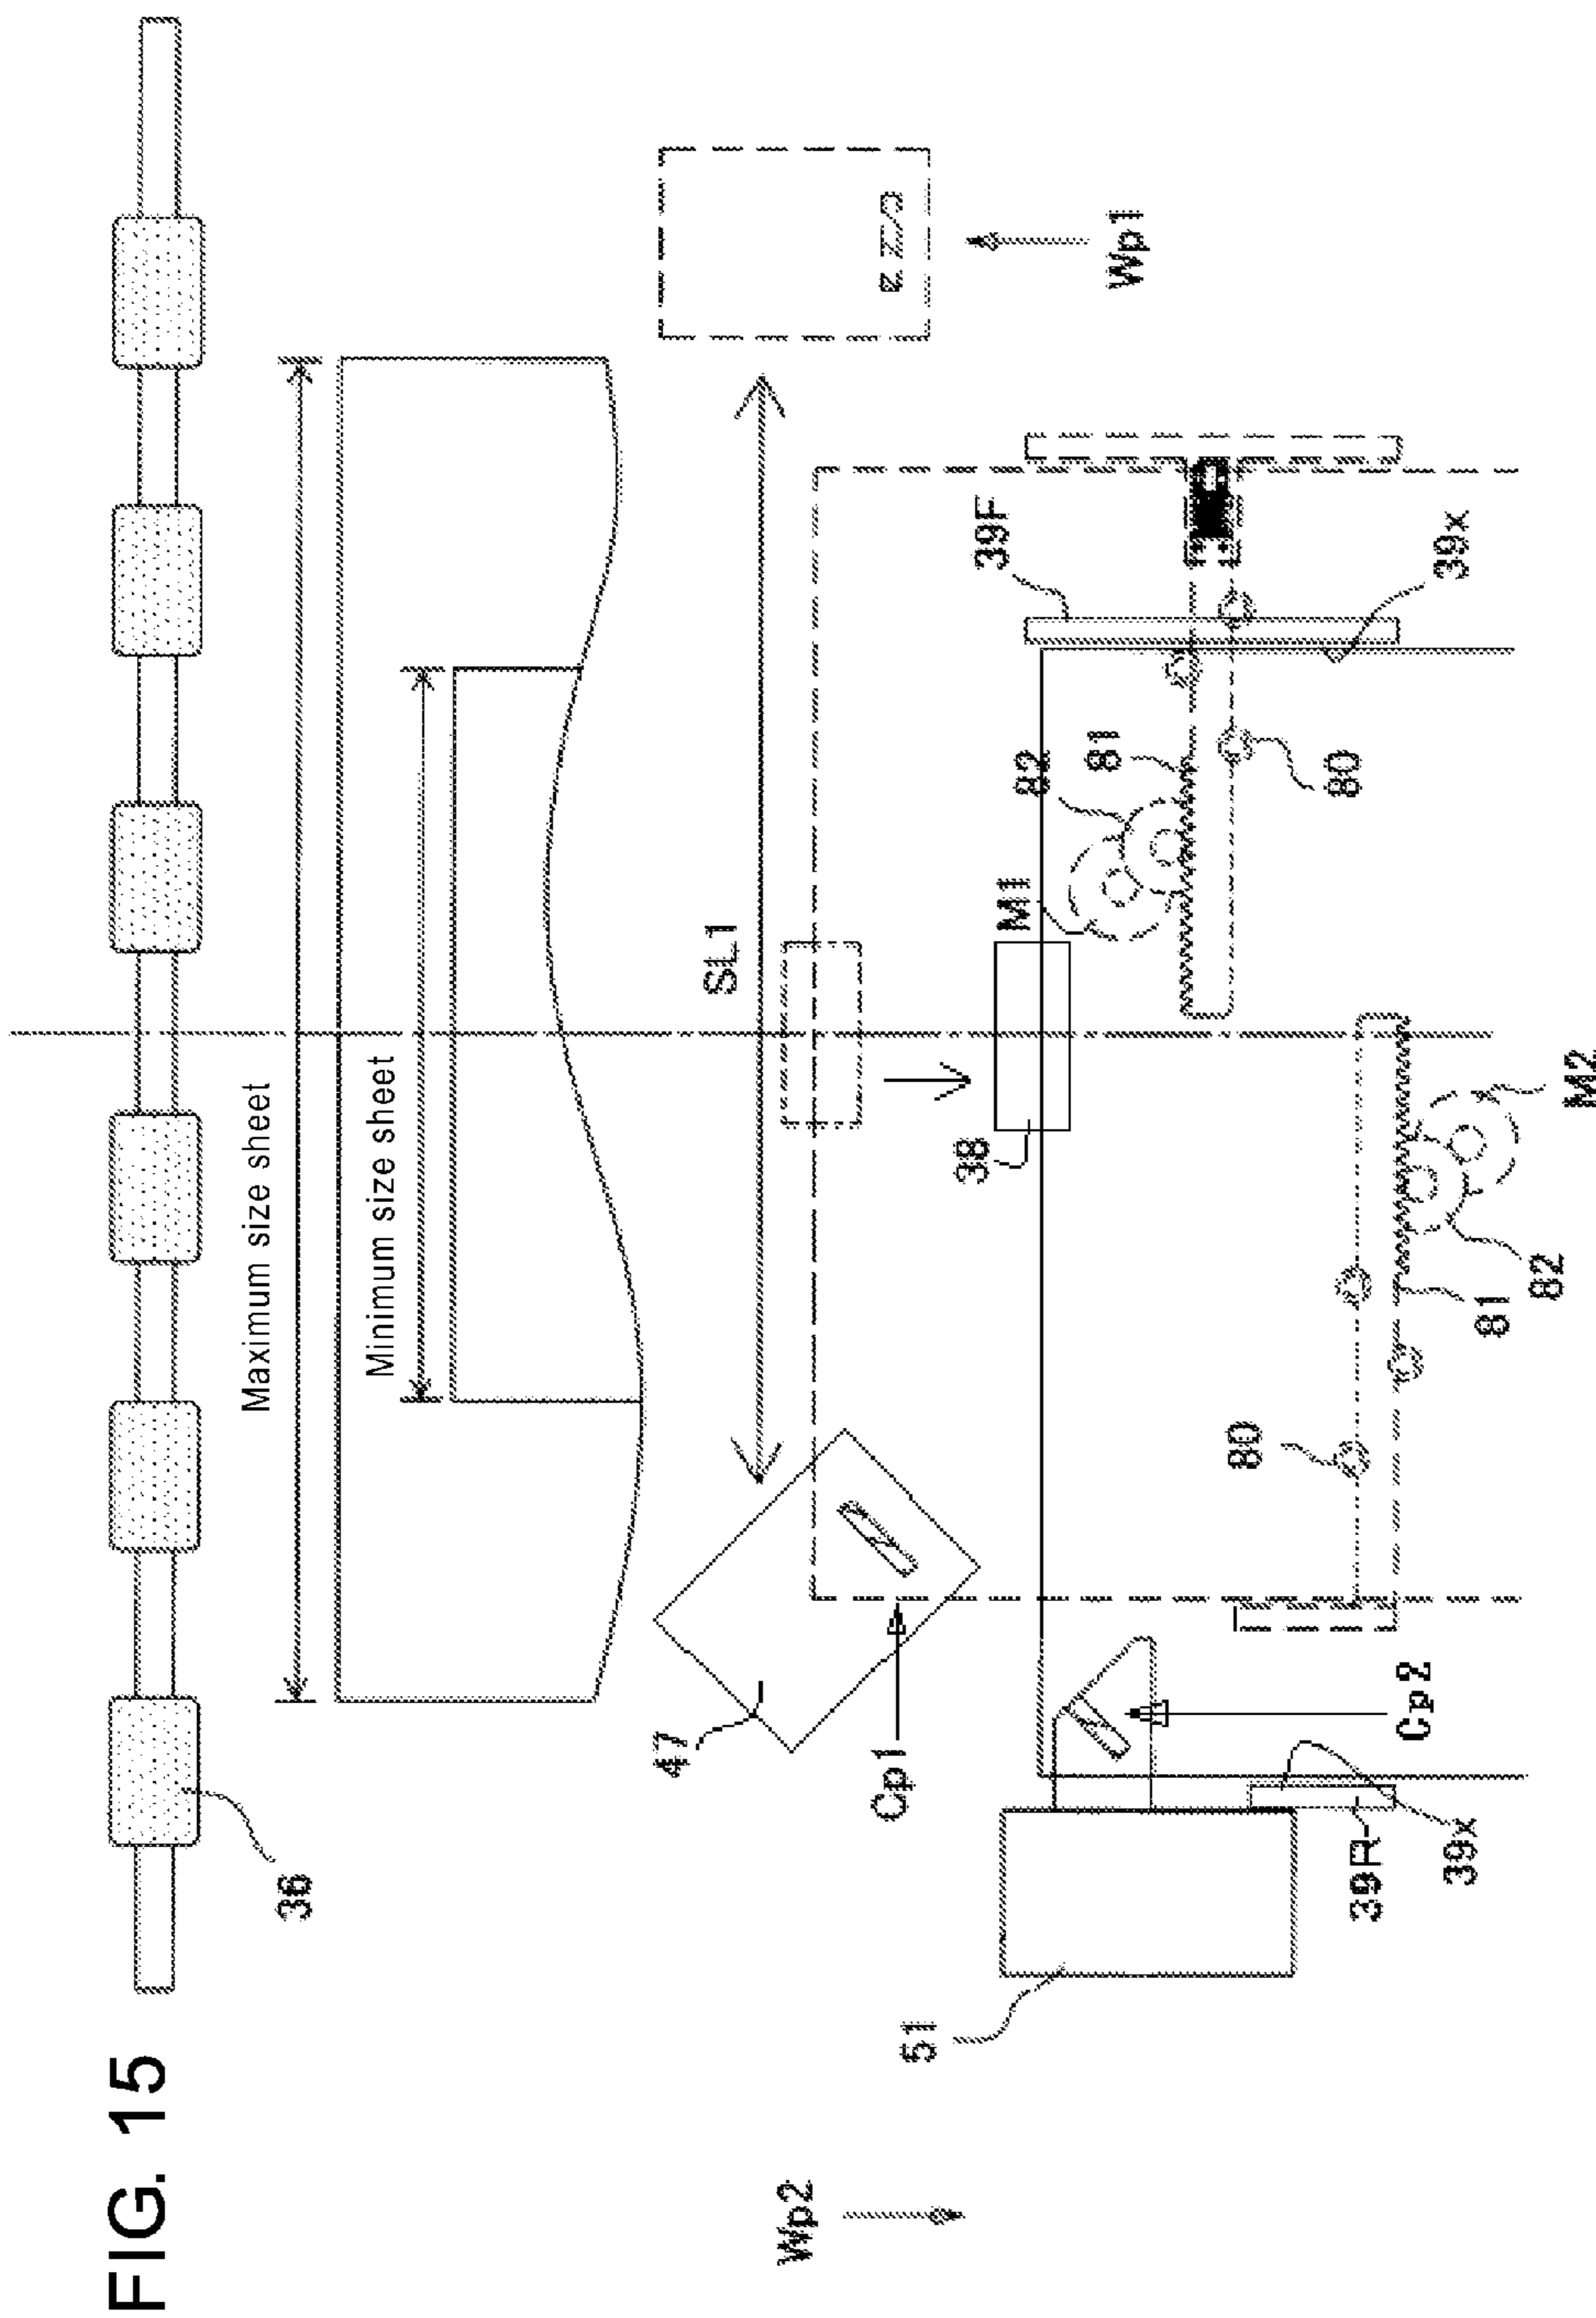 FIG. 15
36
Maximum size sheet
Minimum size sheet
SL1
47
Wp1
Wp2
Cp1
51
38
M1
82
81
39F
80
39x
Cp2
39R
39x
80
81
82
M2